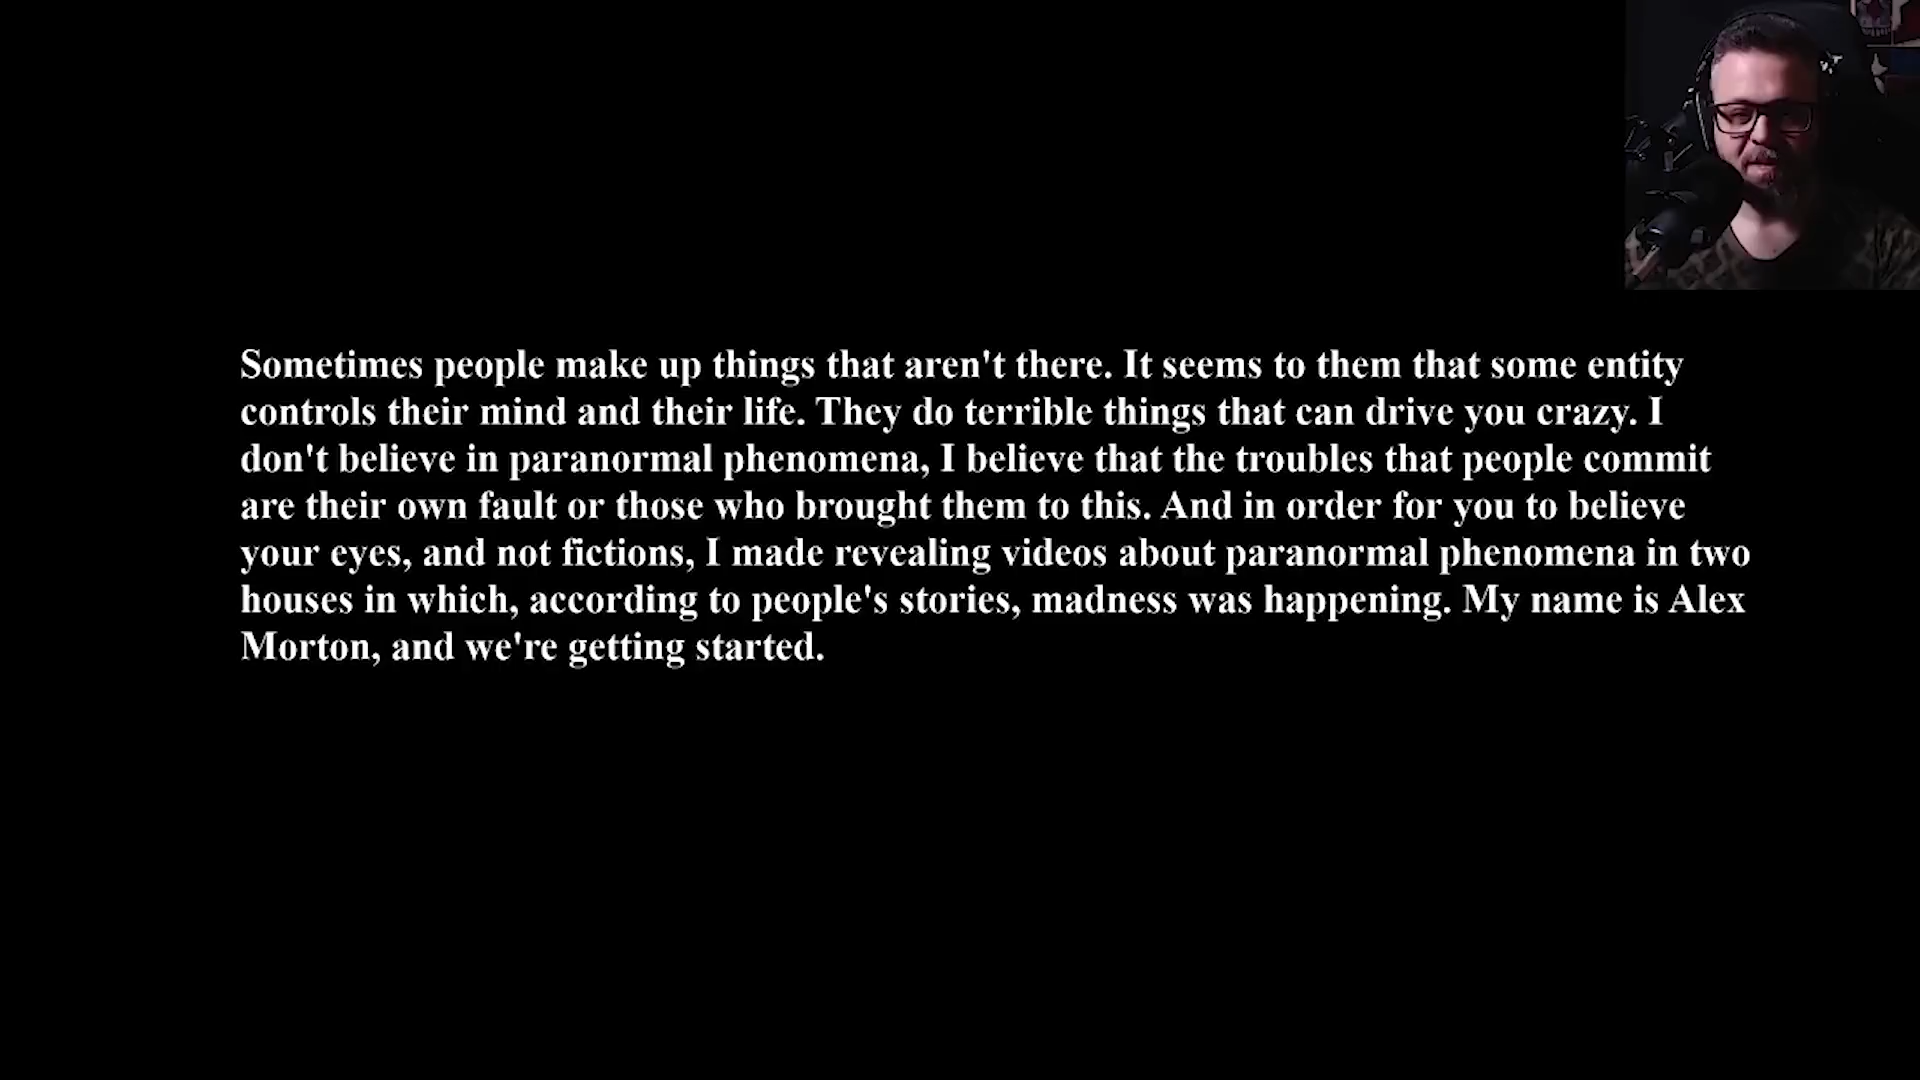 Sometimes people make up things that aren't there. It seems to them that some entity
controls their mind and their life. They do terrible things that can drive you crazy. I
don't believe in paranormal phenomena, I believe that the troubles that people commit
are their own fault or those who brought them to this. And in order for you to believe
your eyes, and not fictions, I made revealing videos about paranormal phenomena in two
houses in which, according to people's stories, madness was happening. My name is Alex
Morton, and we're getting started.